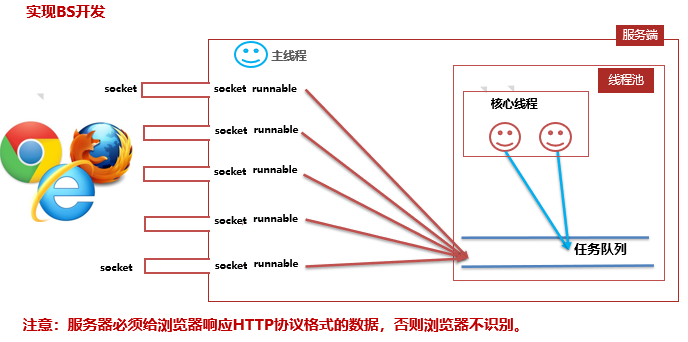 实现BS开发
服务端
主线程
线程池
socket
socket runnable
核心线程
socket runnable
socket runnable
socket runnable
任务队列
socket
socket runnable
注意：服务器必须给浏览器响应HTTP协议格式的数据，否则浏览器不识别。